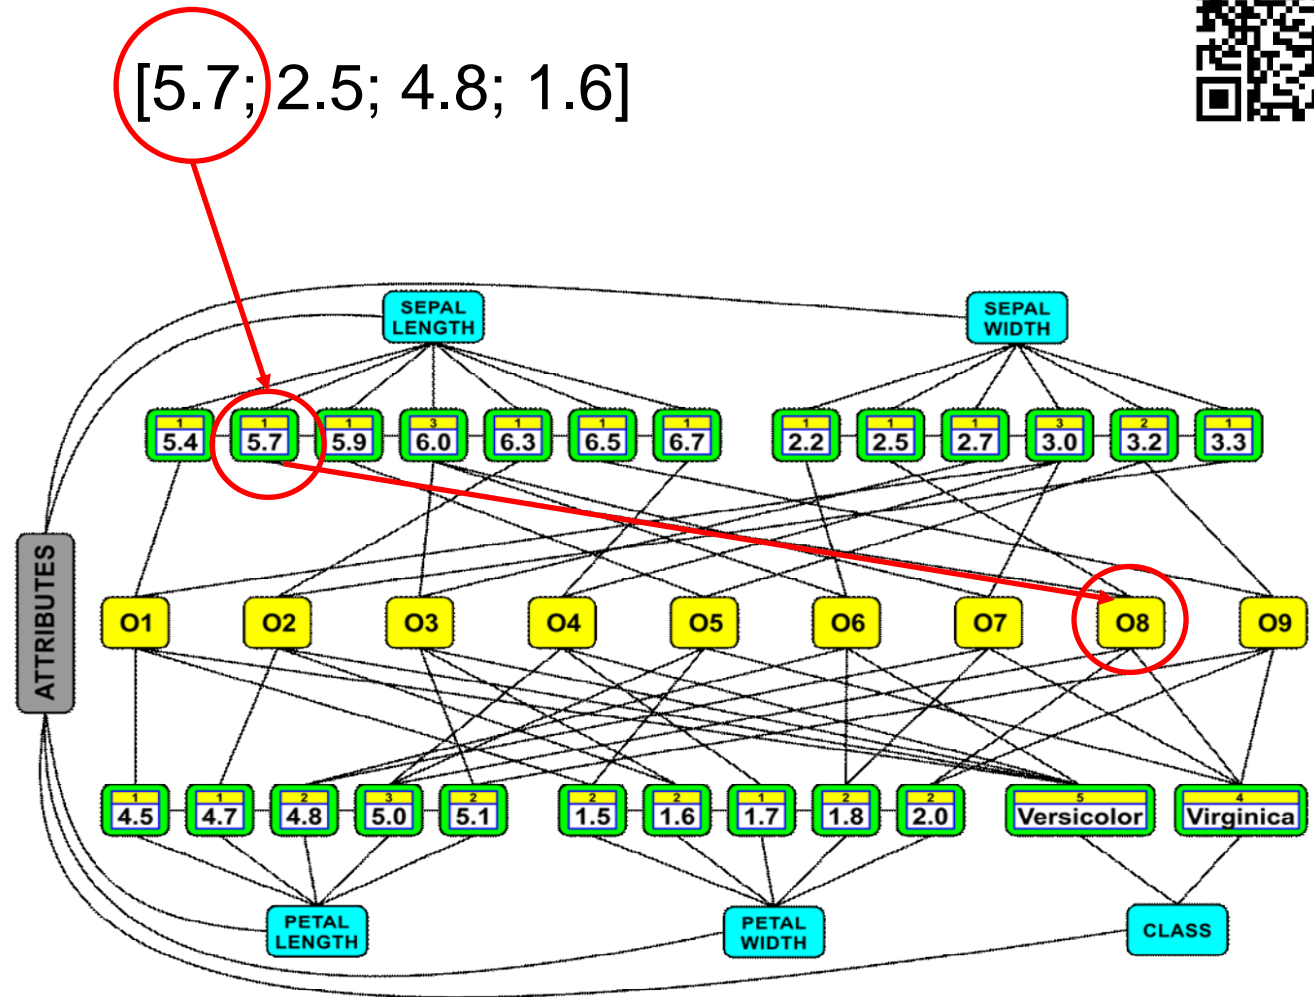 [5.7; 2.5; 4.8; 1.6]
SEPAL
LENGTH
SEPAL
WIDTH
1 1 1 3 1 1 1 1 1 1 3 2 1
5.4 5.7 5.9 6.0 6.3 6.5 6.7 2.2 2.5 2.7 3.0 3.2 3.3
ATTRIBUTES
O1 O2 O3 O4 O5 O6 O7 O8 O9
1 1 2 3 2 2 2 1 2 2 5 4
4.5 4.7 4.8 5.0 5.1 1.5 1.6 1.7 1.8 2.0 Versicolor Virginica
PETAL
LENGTH
PETAL
WIDTH
CLASS